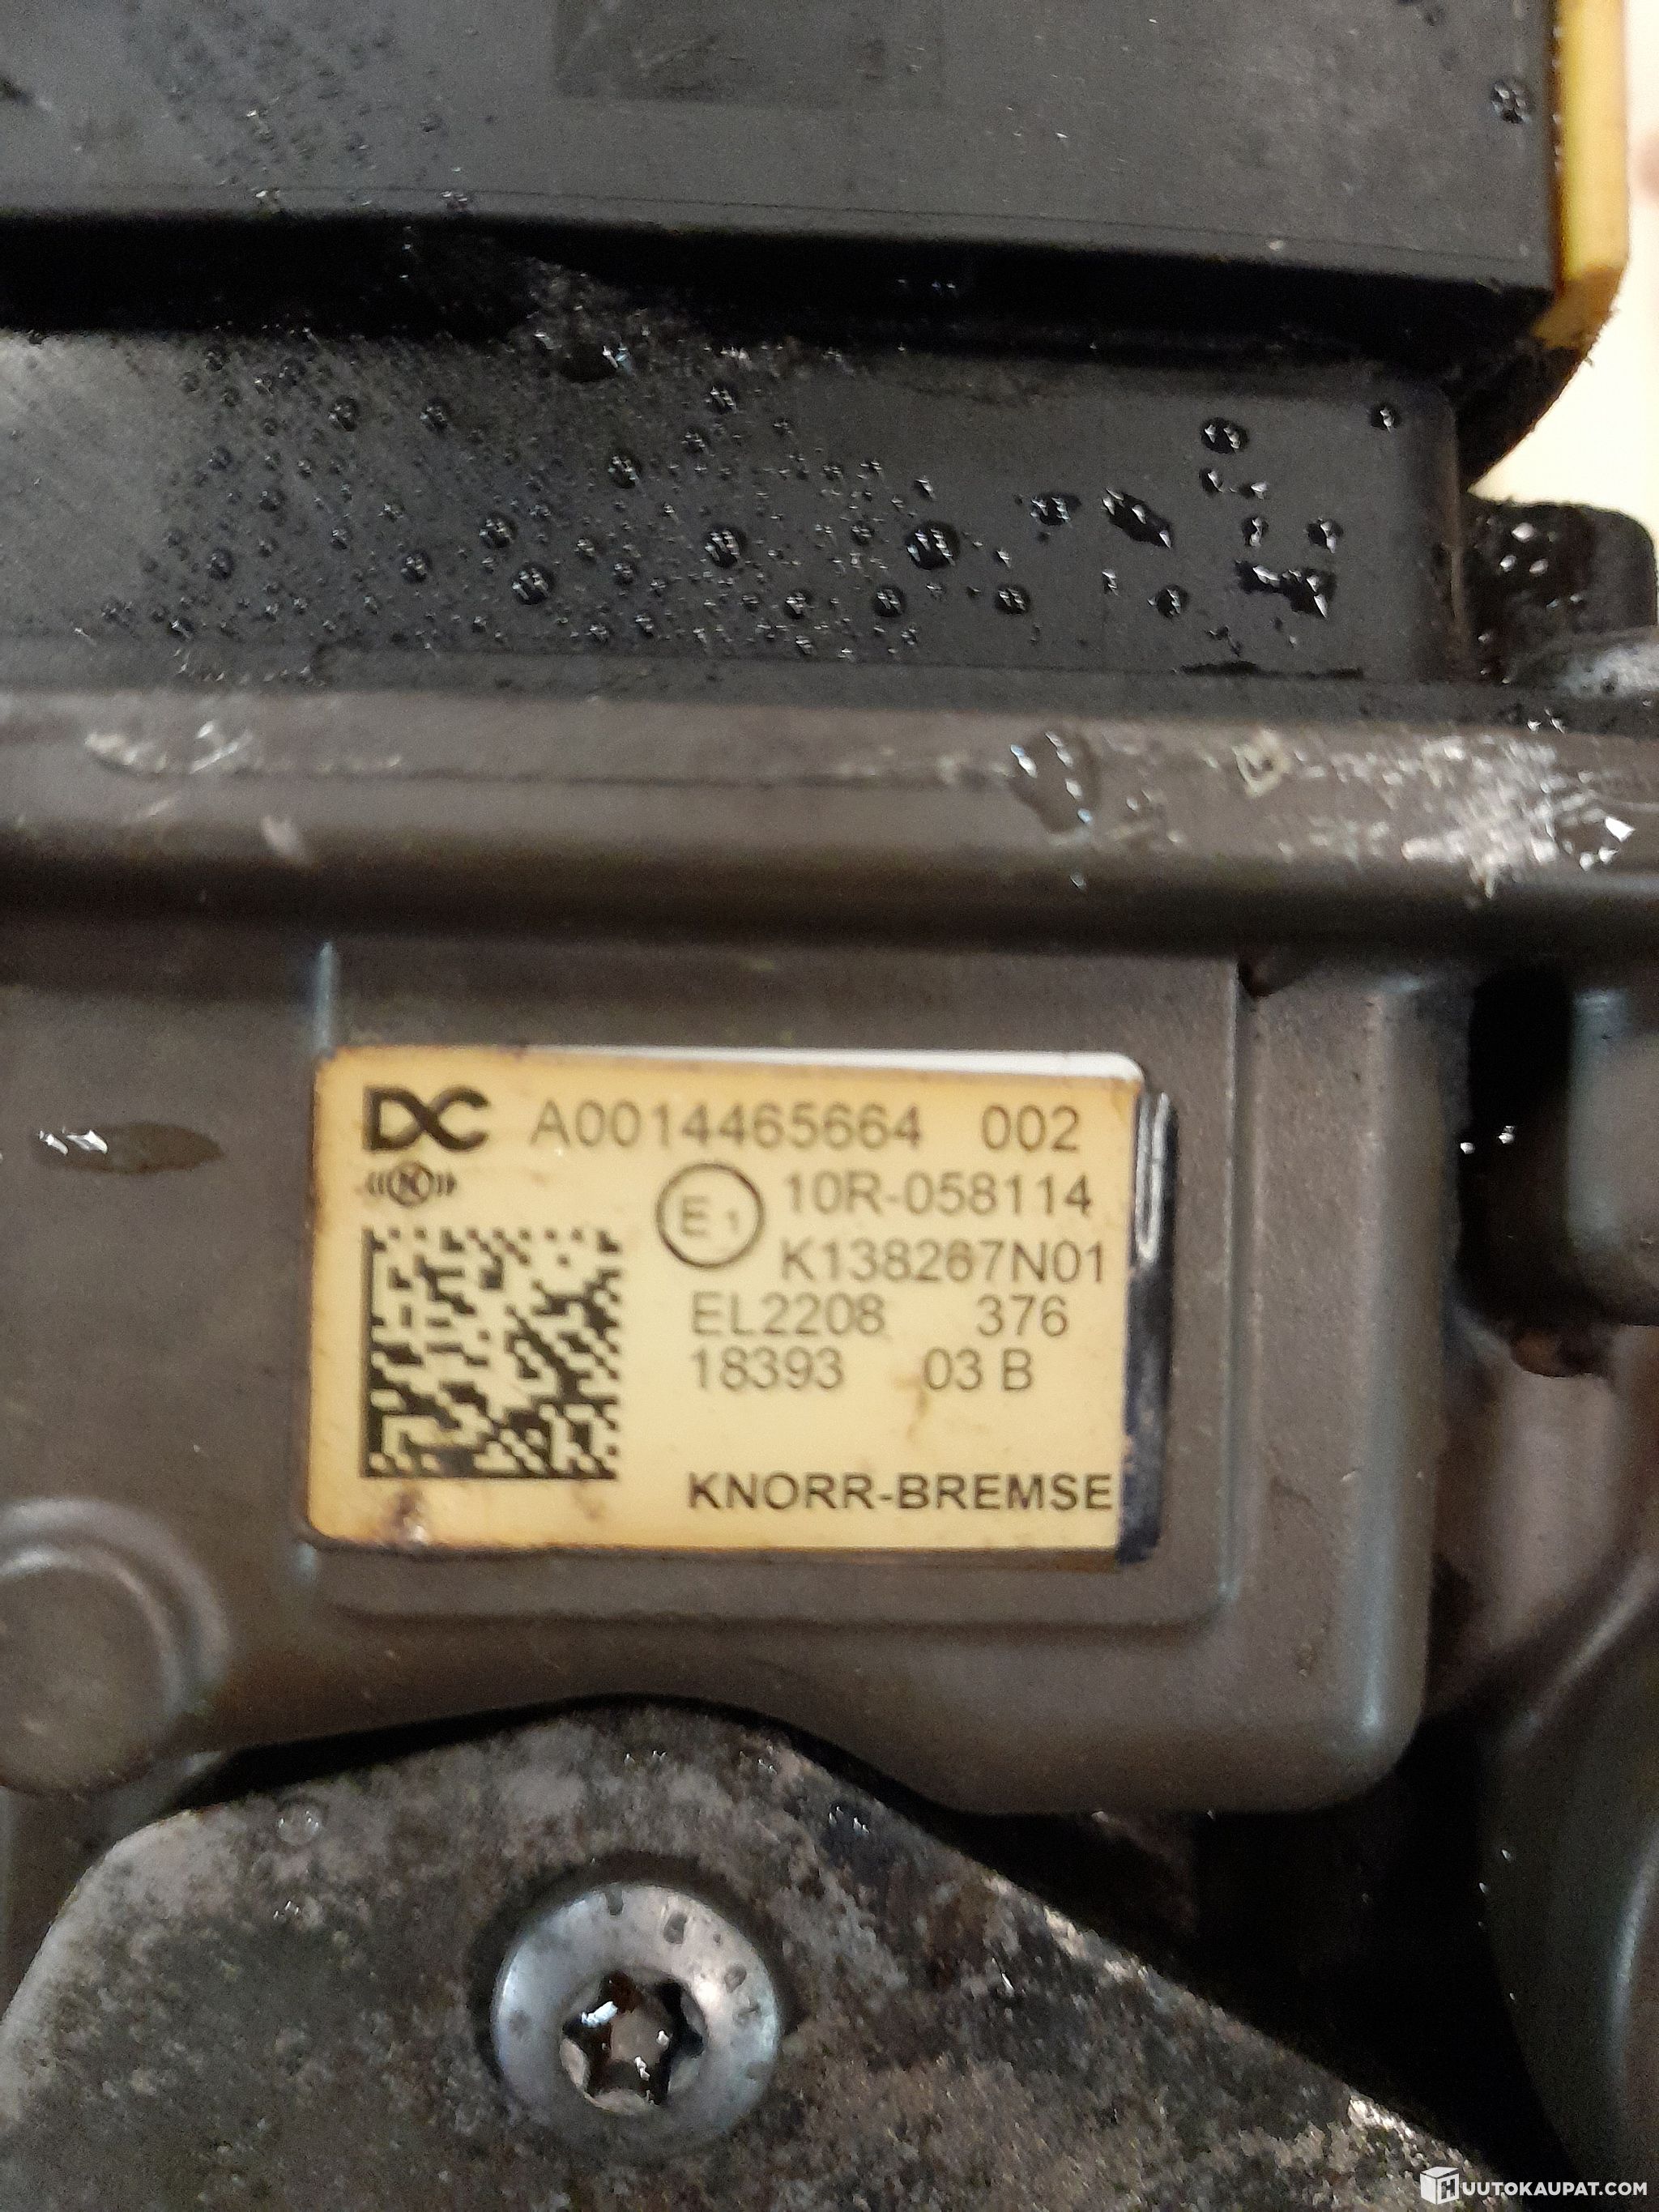 DC A0014465664 002
E1 10R-058114
K138267N01
EL2208 376
18393 03 B
KNORR-BREMSE
HUUTOKAUPAT.COM